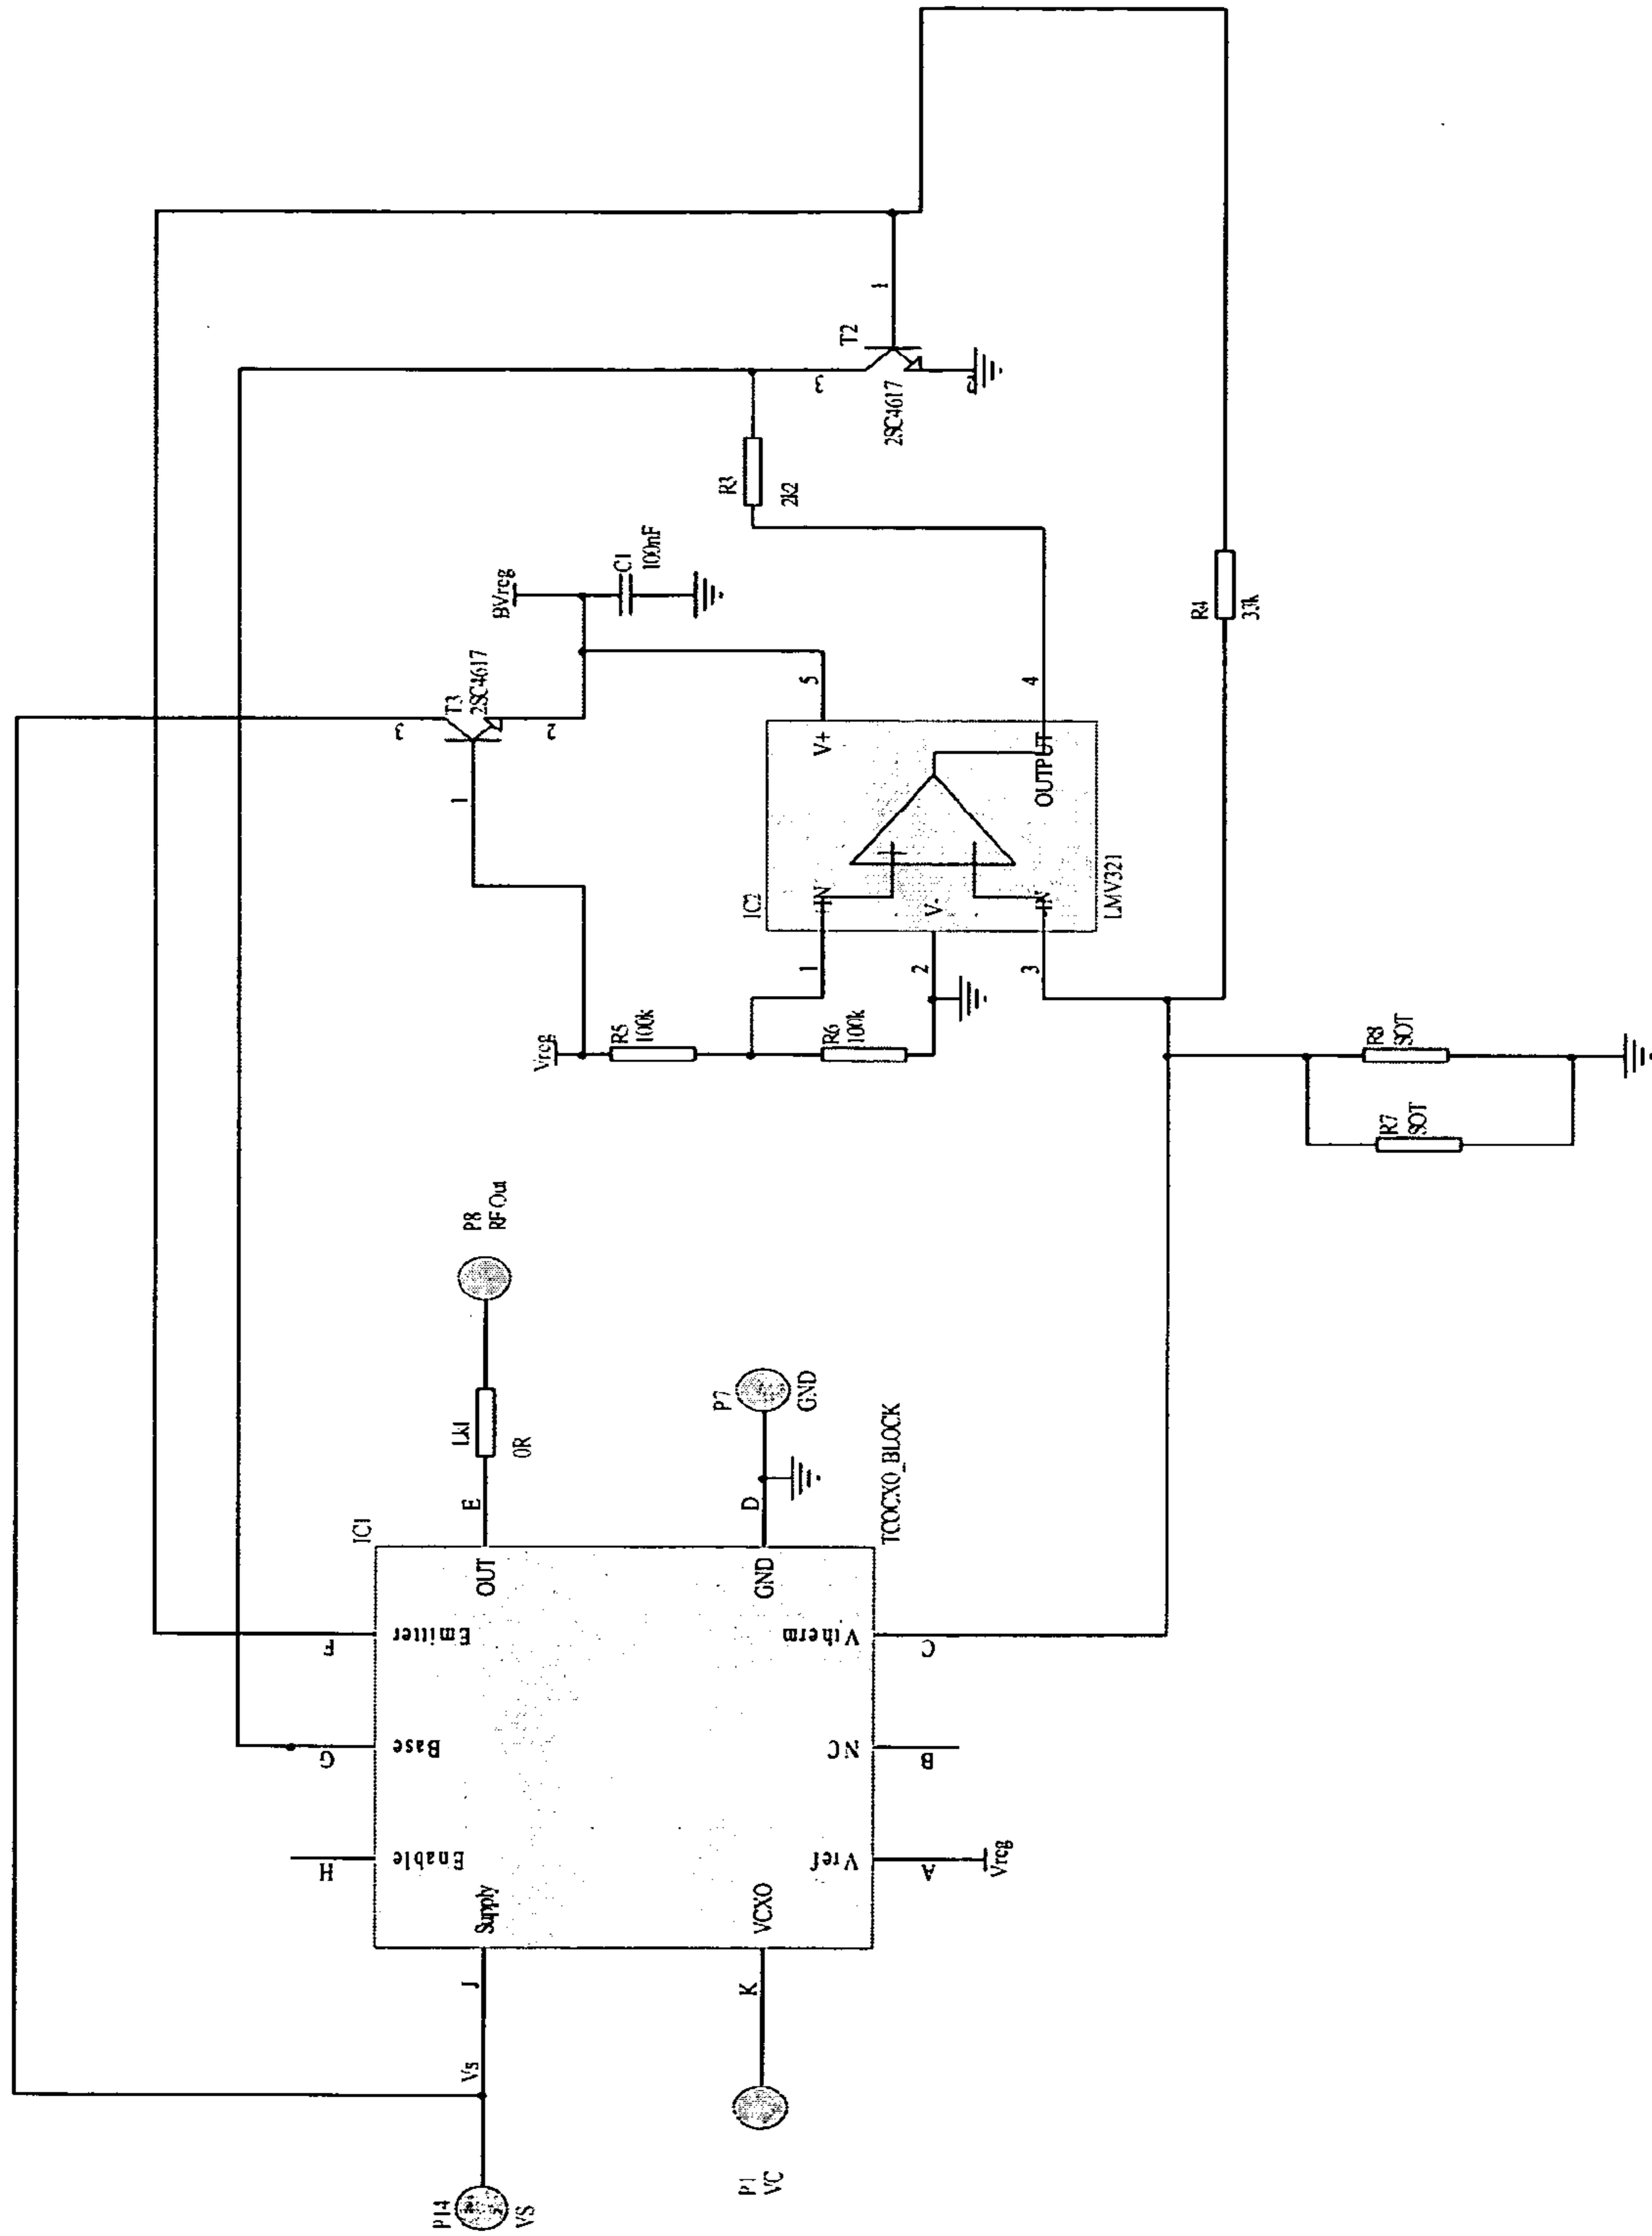 P14
VS
Vs
J
P1
VC
K
IC1
Supply
VCXO
Enable
H
Base
G
Emitter
F
OUT
E
GND
D
Vref
A
Vreg
NC
B
Vtherm
C
TCOCXO_BLOCK
0R
P8
RF Out
P7
GND
Vreg
R5
100k
R6
100k
R7
SOT
R8
SOT
IC2
LMV321
+IN
V-
-IN
V+
OUTPUT
1
2
3
4
5
T3
2SC4617
1
2
3
BVreg
C1
100nF
R3
2k2
T2
2SC4617
1
3
R4
33k